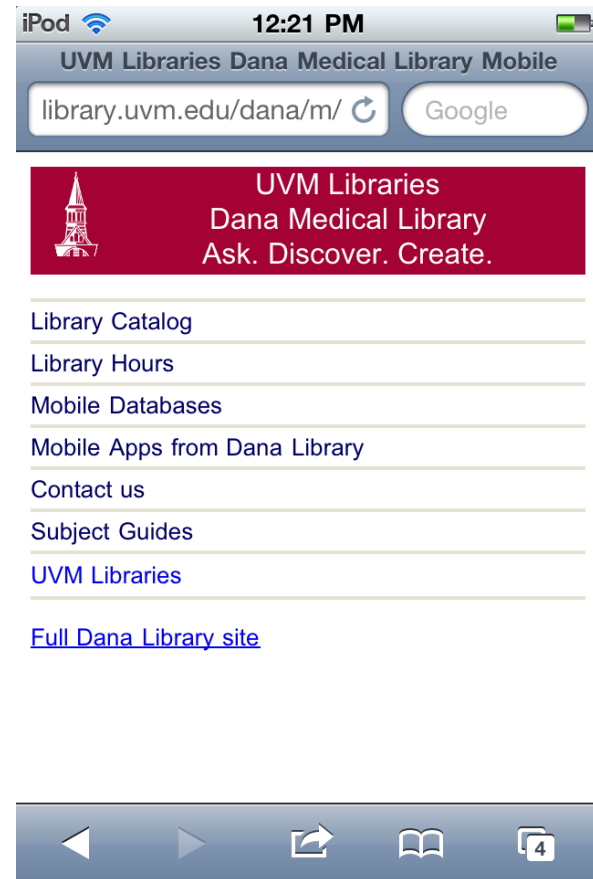 iPod 12:21 PM
UVM Libraries Dana Medical Library Mobile
library.uvm.edu/dana/m/ Google
UVM Libraries
Dana Medical Library
Ask. Discover. Create.
Library Catalog
Library Hours
Mobile Databases
Mobile Apps from Dana Library
Contact us
Subject Guides
UVM Libraries
Full Dana Library site
4